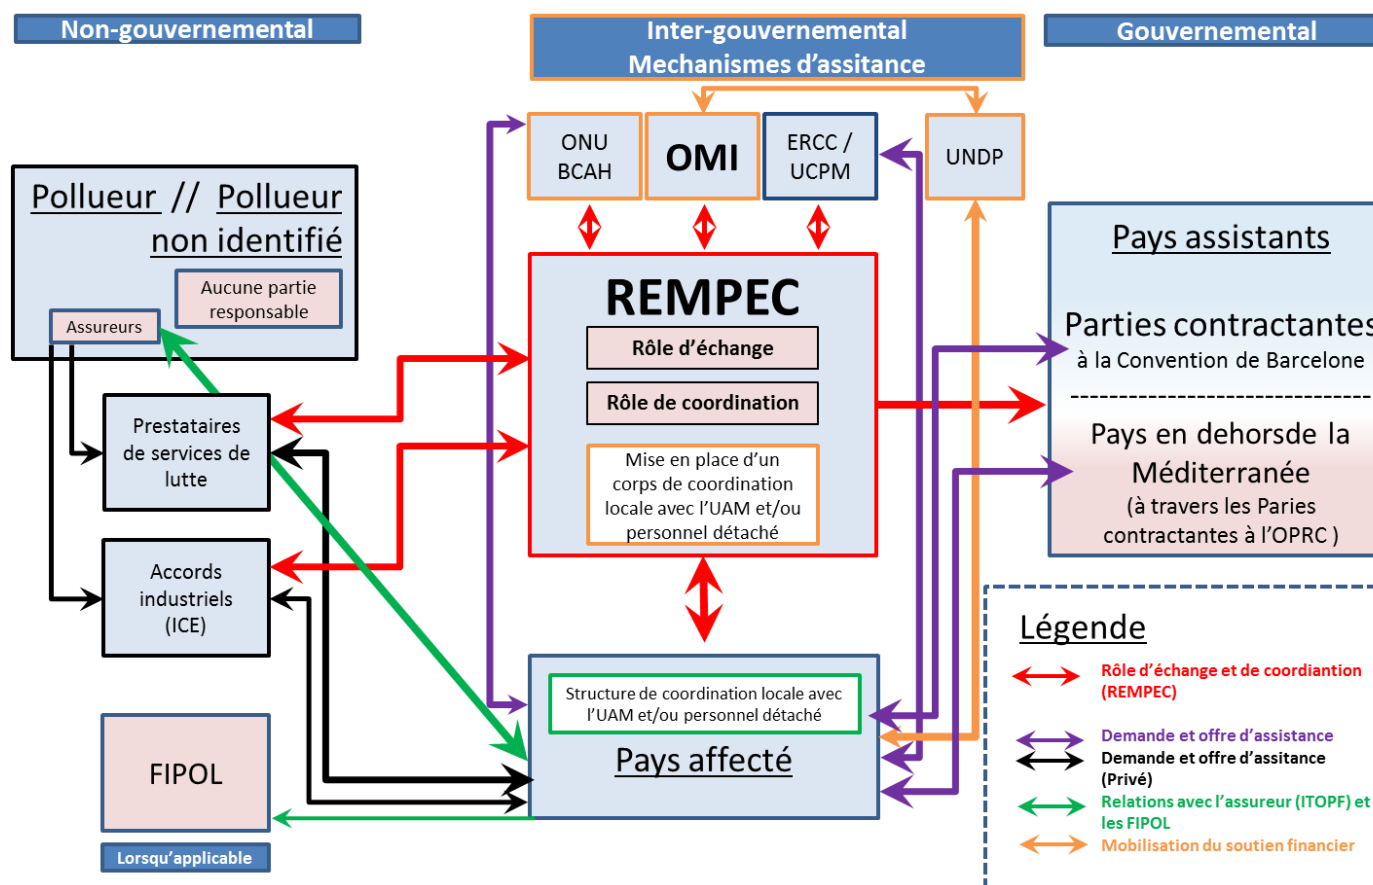 Non-gouvernemental
Inter-gouvernemental
Mechanismes d'assitance
Gouvernemental
ONU
BCAH
OMI
ERCC /
UCPM
UNDP
Pollueur // Pollueur
non identifié
Aucune partie
responsable
Assureurs
Prestataires
de services de
lutte
Accords
industriels
(ICE)
FIPOL
Lorsqu'applicable
REMPEC
Rôle d'échange
Rôle de coordination
Mise en place d'un
corps de coordination
locale avec l'UAM et/ou
personnel détaché
Structure de coordination locale avec
l'UAM et/ou personnel détaché
Pays affecté
Pays assistants
Parties contractantes
à la Convention de Barcelone
--------------------------------
Pays en dehorsde la
Méditerranée
(à travers les Paries
contractantes à l'OPRC )
Légende
Rôle d'échange et de coordiantion
(REMPEC)
Demande et offre d'assistance
Demande et offre d'assitance
(Privé)
Relations avec l'assureur (ITOPF) et
les FIPOL
Mobilisation du soutien financier